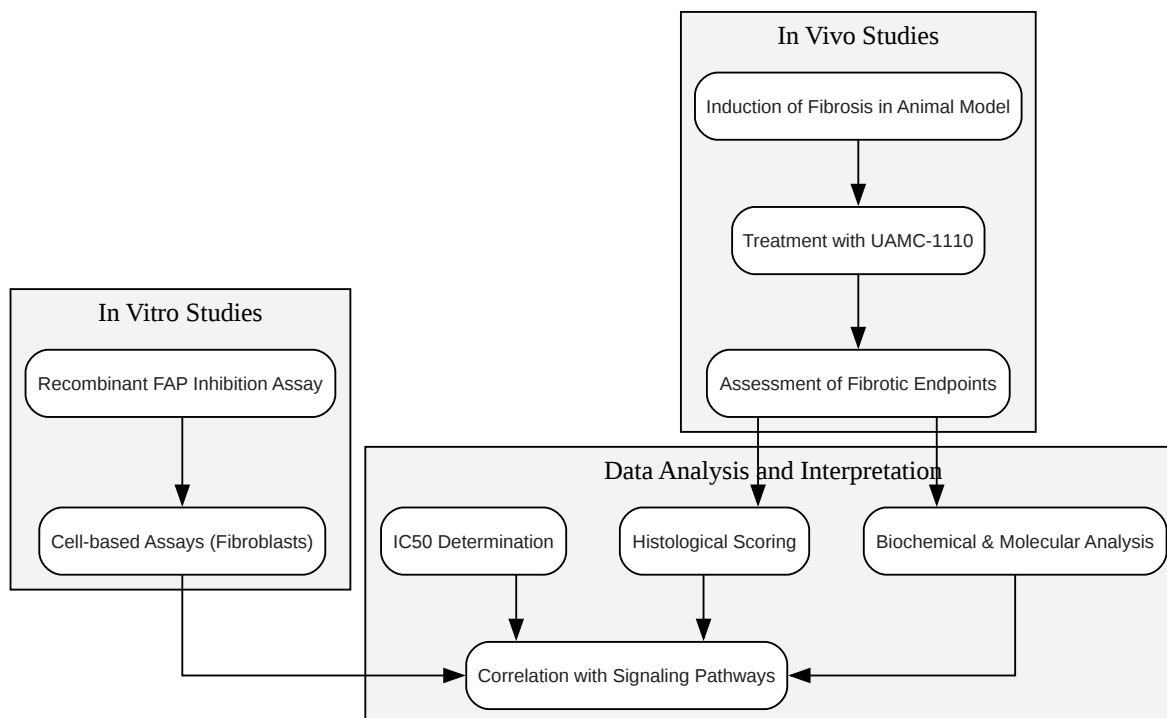 In Vivo Studies
Induction of Fibrosis in Animal Model
Treatment with UAMC-1110
Assessment of Fibrotic Endpoints
In Vitro Studies
Recombinant FAP Inhibition Assay
Cell-based Assays (Fibroblasts)
Data Analysis and Interpretation
IC50 Determination
Histological Scoring
Biochemical & Molecular Analysis
Correlation with Signaling Pathways